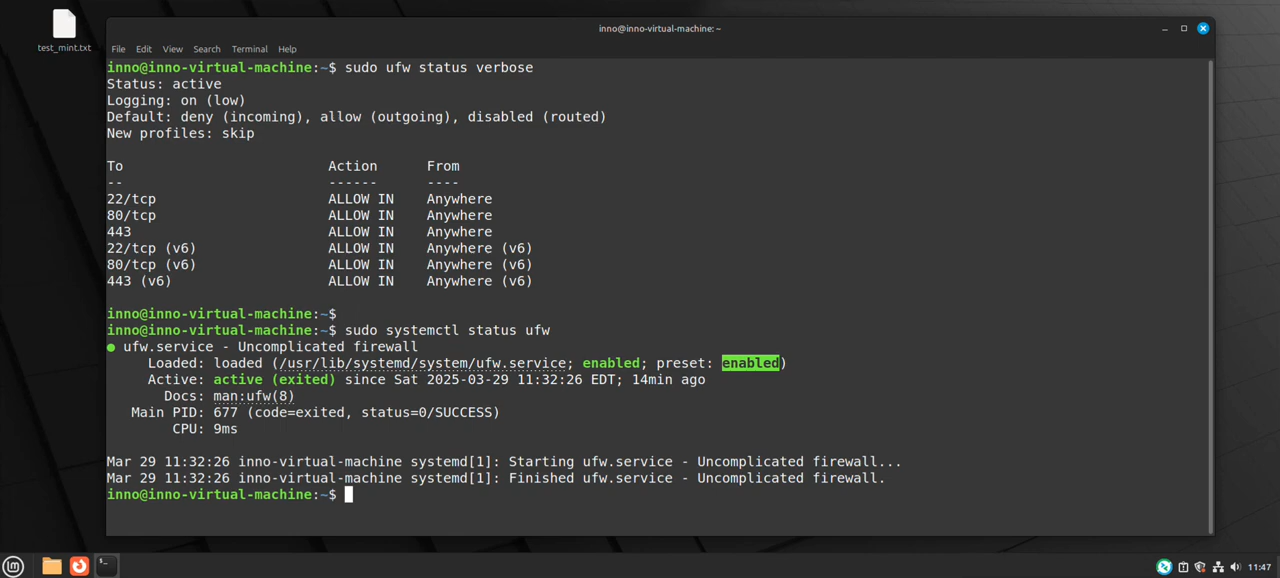 test_mint.txt
inno@inno-virtual-machine:~
File Edit View Search Terminal Help
inno@inno-virtual-machine:~$ sudo ufw status verbose
Status: active
Logging: on (low)
Default: deny (incoming), allow (outgoing), disabled (routed)
New profiles: skip
To                         Action      From
--                         ------      ----
22/tcp                     ALLOW IN    Anywhere
80/tcp                     ALLOW IN    Anywhere
443                        ALLOW IN    Anywhere
22/tcp (v6)                ALLOW IN    Anywhere (v6)
80/tcp (v6)                ALLOW IN    Anywhere (v6)
443 (v6)                   ALLOW IN    Anywhere (v6)
inno@inno-virtual-machine:~$
inno@inno-virtual-machine:~$ sudo systemctl status ufw
● ufw.service - Uncomplicated firewall
     Loaded: loaded (/usr/lib/systemd/system/ufw.service; enabled; preset: enabled)
     Active: active (exited) since Sat 2025-03-29 11:32:26 EDT; 14min ago
       Docs: man:ufw(8)
   Main PID: 677 (code=exited, status=0/SUCCESS)
        CPU: 9ms
Mar 29 11:32:26 inno-virtual-machine systemd[1]: Starting ufw.service - Uncomplicated firewall...
Mar 29 11:32:26 inno-virtual-machine systemd[1]: Finished ufw.service - Uncomplicated firewall.
inno@inno-virtual-machine:~$
11:47